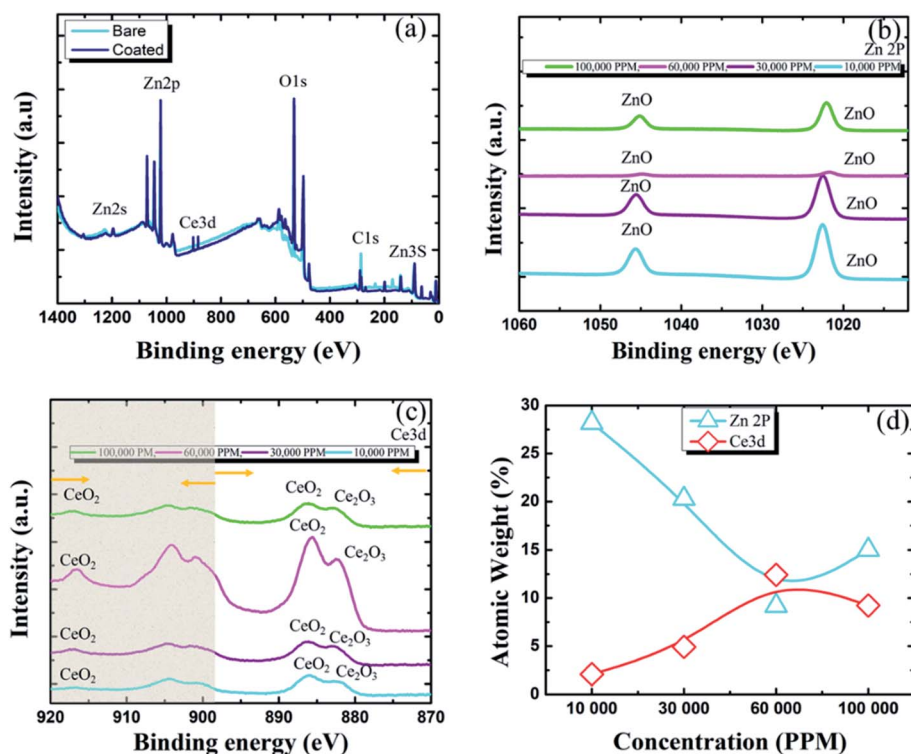 (a)
Bare
Coated
Zn2p
O1s
Zn2s
Ce3d
C1s
Zn3S
Intensity (a.u)
1400 1200 1000 800 600 400 200 0
Binding energy (eV)
(b)
Zn 2P
100,000 PPM, 60,000 PPM, 30,000 PPM, 10,000 PPM
ZnO
ZnO
ZnO
ZnO
ZnO
ZnO
ZnO
ZnO
Intensity (a.u.)
1060 1050 1040 1030 1020
Binding energy (eV)
(c)
Ce3d
100,000 PM, 60,000 PPM, 30,000 PPM 10,000 PPM
CeO2 CeO2 Ce2O3
CeO2
CeO2 Ce2O3
CeO2 CeO2 Ce2O3
CeO2 CeO2 Ce2O3
Intensity (a.u.)
920 910 900 890 880 870
Binding energy (eV)
(d)
Zn 2P
Ce3d
Atomic Weight (%)
30
25
20
15
10
5
0
10 000 30 000 60 000 100 000
Concentration (PPM)